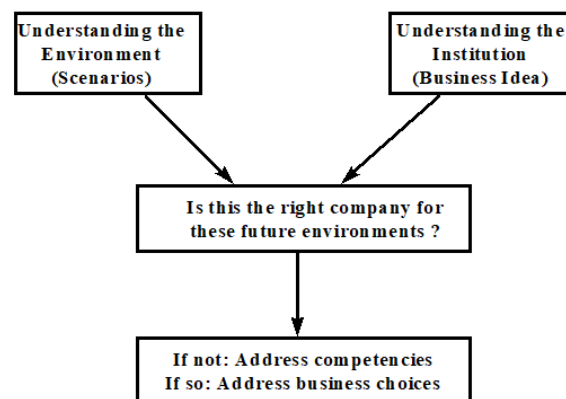 Understanding the
Environment
(Scenarios)
Understanding the
Institution
(Business Idea)
Is this the right company for
these future environments ?
If not: Address competencies
If so: Address business choices